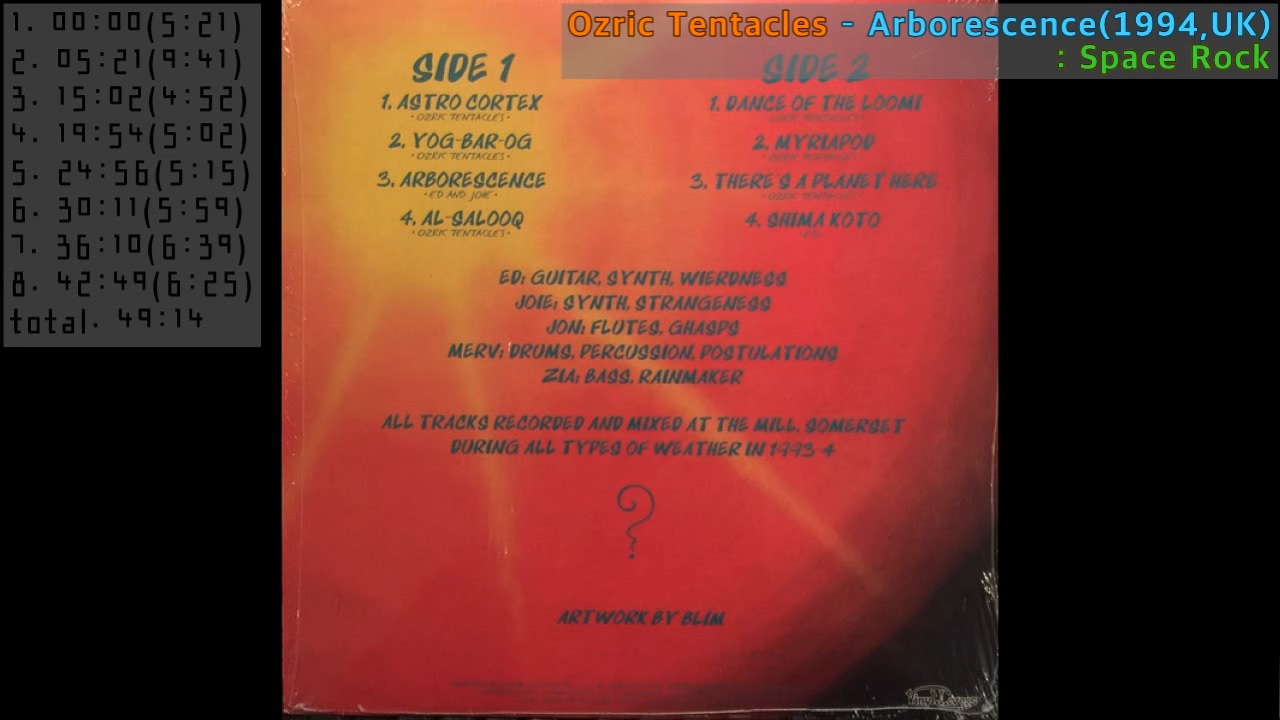 1. 00:00(5:21)
2. 05:21(9:41)
3. 15:02(4:52)
4. 19:54(5:02)
5. 24:56(5:15)
6. 30:11(5:59)
7. 36:10(6:39)
8. 42:49(6:25)
total. 49:14
Ozric Tentacles - Arborescence(1994,UK)
: Space Rock
SIDE 1
1. ASTRO CORTEX
• OZRIC TENTACLES •
2. YOG-BAR-OG
• OZRIC TENTACLES •
3. ARBORESCENCE
• ED AND JOIE •
4. AL-SALOOQ
• OZRIC TENTACLES •
SIDE 2
1. DANCE OF THE LOOMI
• OZRIC TENTACLES •
2. MYRIAPOD
• OZRIC TENTACLES •
3. THERE'S A PLANET HERE
• OZRIC TENTACLES •
4. SHIMA KOTO
ED: GUITAR, SYNTH, WIERDNESS
JOIE: SYNTH, STRANGENESS
JON: FLUTES, GHASPS
MERV: DRUMS, PERCUSSION, POSTULATIONS
ZIA: BASS, RAINMAKER
ALL TRACKS RECORDED AND MIXED AT THE MILL, SOMERSET
DURING ALL TYPES OF WEATHER IN 1993-4
?
ARTWORK BY BLIM